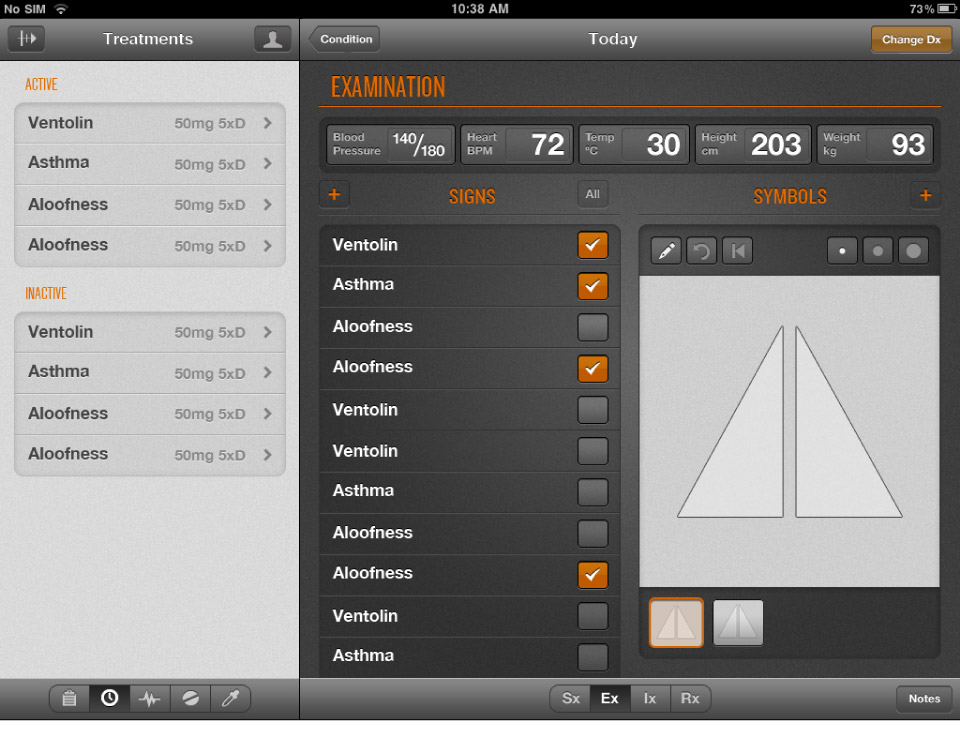 No SIM 10:38 AM 73%
Treatments
Condition Today Change Dx
ACTIVE
Ventolin 50mg 5xD
Asthma 50mg 5xD
Aloofness 50mg 5xD
Aloofness 50mg 5xD
INACTIVE
Ventolin 50mg 5xD
Asthma 50mg 5xD
Aloofness 50mg 5xD
Aloofness 50mg 5xD
EXAMINATION
Blood Pressure 140/180
Heart BPM 72
Temp °C 30
Height cm 203
Weight kg 93
+ SIGNS All
Ventolin
Asthma
Aloofness
Aloofness
Ventolin
Ventolin
Asthma
Aloofness
Aloofness
Ventolin
Asthma
SYMBOLS +
Sx Ex Ix Rx
Notes